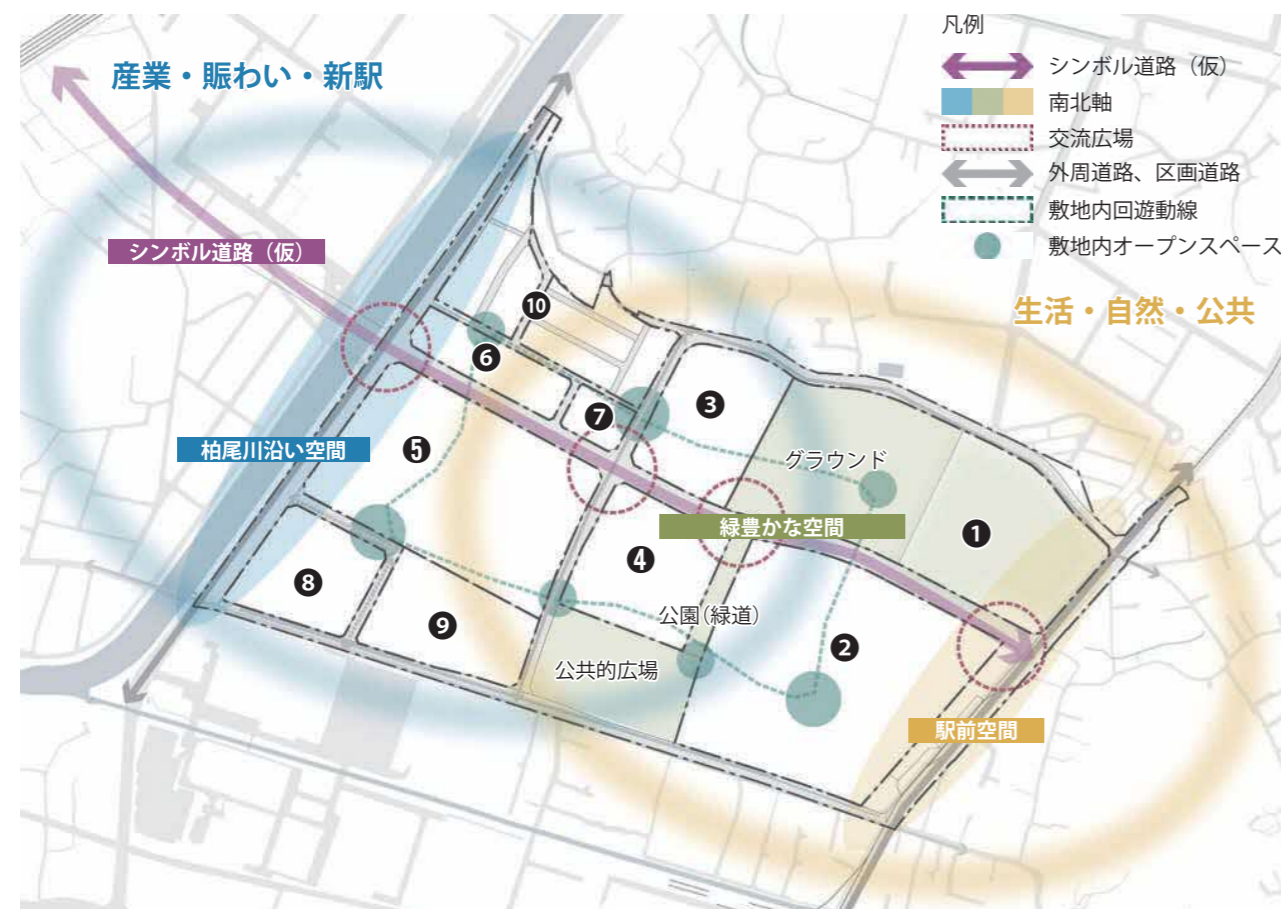 凡例
シンボル道路（仮）
南北軸
交流広場
外周道路、区画道路
敷地内回遊動線
敷地内オープンスペース
産業・賑わい・新駅
シンボル道路（仮）
生活・自然・公共
柏尾川沿い空間
❿
❻
❼
❸
❺
グラウンド
緑豊かな空間
❶
❹
❽
❾
公園（緑道）
❷
公共的広場
駅前空間